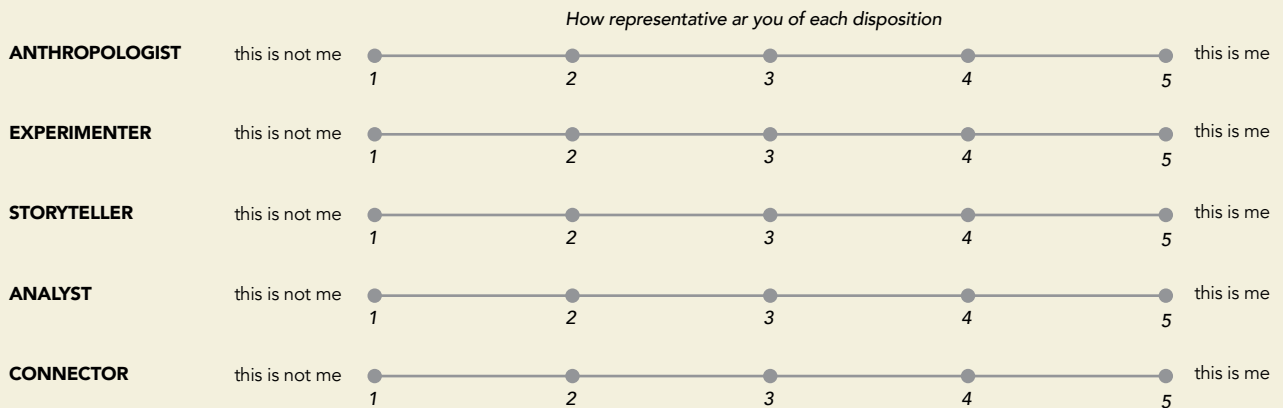 How representative ar you of each disposition
ANTHROPOLOGIST this is not me this is me
1 2 3 4 5
EXPERIMENTER this is not me this is me
1 2 3 4 5
STORYTELLER this is not me this is me
1 2 3 4 5
ANALYST this is not me this is me
1 2 3 4 5
CONNECTOR this is not me this is me
1 2 3 4 5